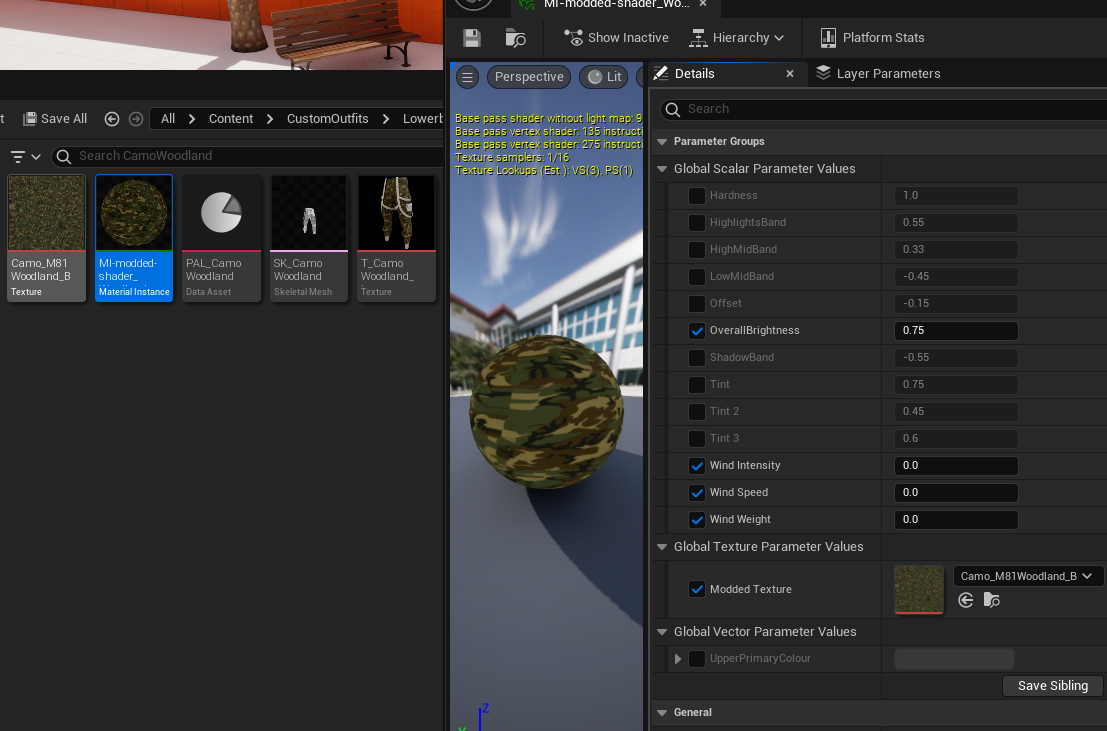 MI-modded-shader_Wo...
Show Inactive
Hierarchy
Platform Stats
t
Save All
All
Content
CustomOutfits
Search CamoWoodland
Camo_M81
Woodland_B
Texture
MI-modded-
shader_
Material Instance
PAL_Camo
Woodland
Data Asset
SK_Camo
Woodland
Skeletal Mesh
T_Camo
Woodland_
Texture
Perspective
Lit
Base pass shader without light map: 9
Base pass vertex shader: 135 instructi
Base pass vertex shader: 275 instructi
Texture samplers: 1/16
Texture Lookups (Est.): VS(3), PS(1)
Z
Details
Layer Parameters
Search
Parameter Groups
Global Scalar Parameter Values
Hardness 1.0
HighlightsBand 0.55
HighMidBand 0.33
LowMidBand -0.45
Offset -0.15
OverallBrightness 0.75
ShadowBand -0.55
Tint 0.75
Tint 2 0.45
Tint 3 0.6
Wind Intensity 0.0
Wind Speed 0.0
Wind Weight 0.0
Global Texture Parameter Values
Modded Texture Camo_M81Woodland_B
Global Vector Parameter Values
UpperPrimaryColour
Save Sibling
General